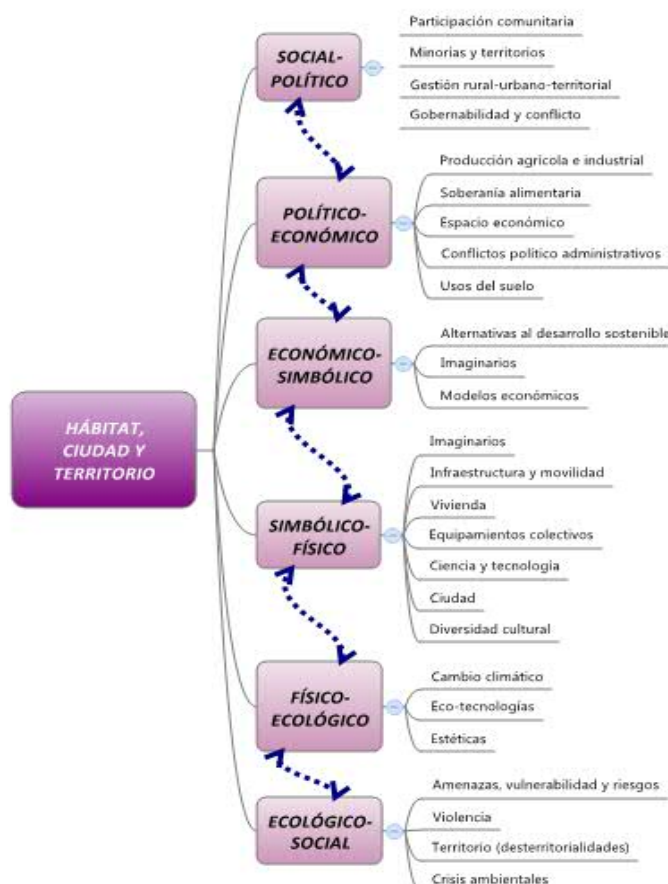 HÁBITAT,
CIUDAD Y
TERRITORIO
SOCIAL-
POLÍTICO
Participación comunitaria
Minorías y territorios
Gestión rural-urbano-territorial
Gobernabilidad y conflicto
POLÍTICO-
ECONÓMICO
Producción agrícola e industrial
Soberanía alimentaria
Espacio económico
Conflictos político administrativos
Usos del suelo
ECONÓMICO-
SIMBÓLICO
Alternativas al desarrollo sostenible
Imaginarios
Modelos económicos
SIMBÓLICO-
FÍSICO
Imaginarios
Infraestructura y movilidad
Vivienda
Equipamientos colectivos
Ciencia y tecnología
Ciudad
Diversidad cultural
FÍSICO-
ECOLÓGICO
Cambio climático
Eco-tecnologías
Estéticas
ECOLÓGICO-
SOCIAL
Amenazas, vulnerabilidad y riesgos
Violencia
Territorio (desterritorialidades)
Crisis ambientales